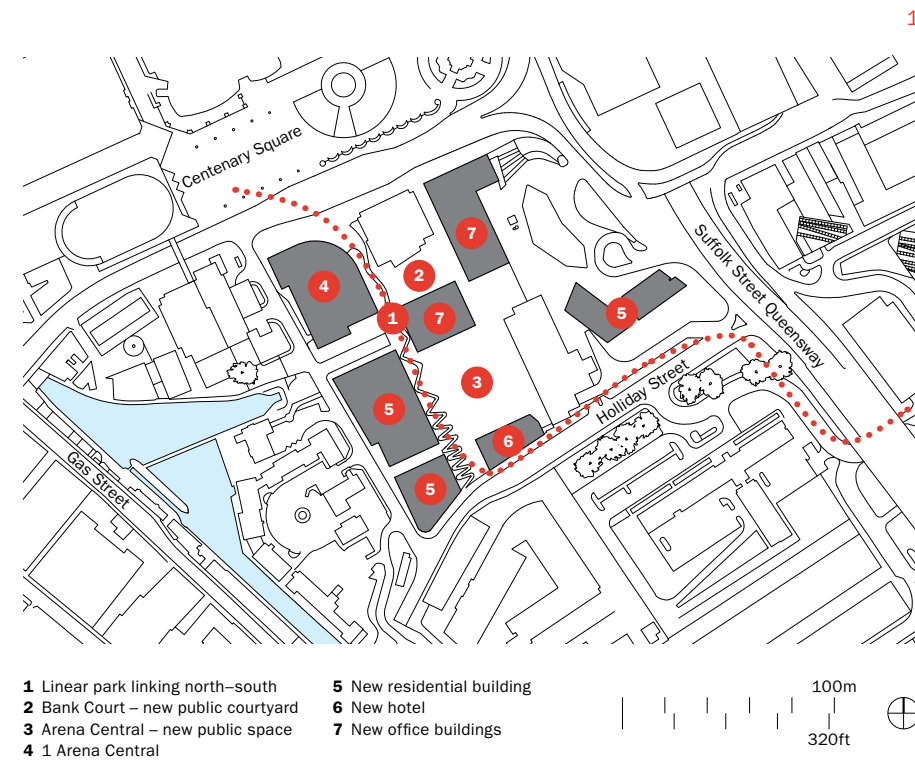 1
Centenary Square
7
2
Suffolk Street Queensway
4
1
7
5
3
5
Holliday Street
6
5
Gas Street
1 Linear park linking north–south
2 Bank Court – new public courtyard
3 Arena Central – new public space
4 1 Arena Central
5 New residential building
6 New hotel
7 New office buildings
100m
320ft